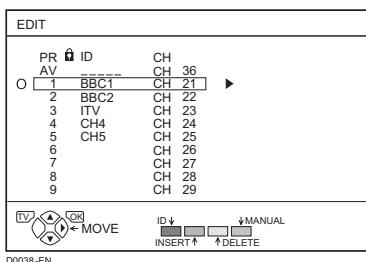 EDIT
PR ID CH
AV _____ CH 36
O 1 BBC1 CH 21
2 BBC2 CH 22
3 ITV CH 23
4 CH4 CH 24
5 CH5 CH 25
6 CH 26
7 CH 27
8 CH 28
9 CH 29
TV OK
MOVE
ID MANUAL
INSERT DELETE
D0038-EN